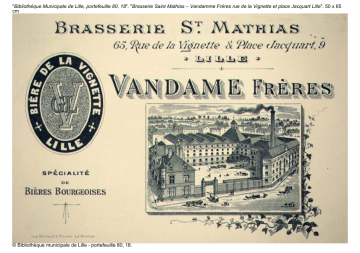 "Bibliothèque Municipale de Lille, portefeuille 80, 18". "Brasserie Saint Mathias – Vandamme Frères rue de la Vignette et place Jacquart Lille". 50 x 65
cm
BRASSERIE ST. MATHIAS
65, Rue de la Vignette & Place Jacquart, 9
LILLE
BIÈRE DE LA VIGNETTE
LILLE
VANDAME FRÈRES
SPÉCIALITÉ
DE
BIÈRES BOURGEOISES
© Bibliothèque municipale de Lille - portefeuille 80, 18.